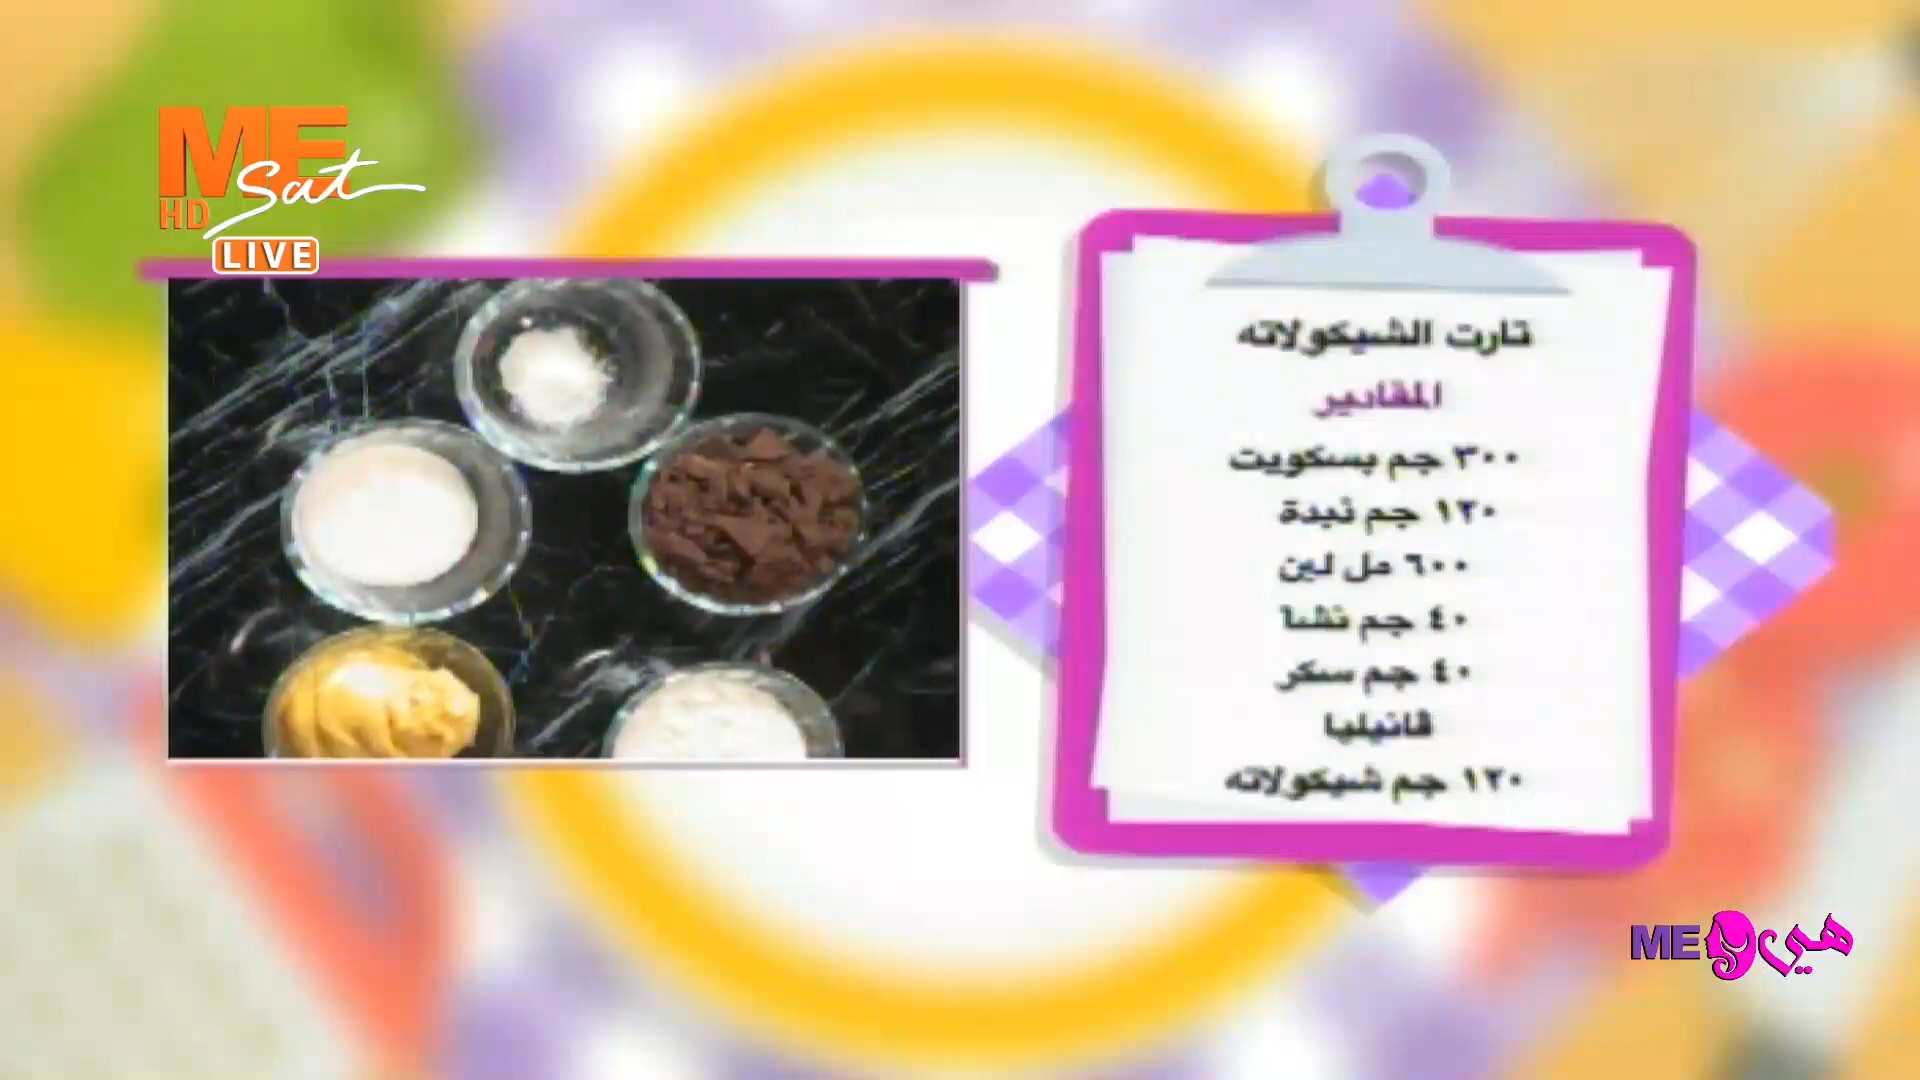 ME
Sat
HD
LIVE
تارت الشيكولاته
المقادير
٣٠٠ جم بسكويت
١٢٠ جم زبدة
٦٠٠ مل لبن
٤٠ جم نشا
٤٠ جم سكر
ڤانيليا
١٢٠ جم شيكولاته
ME هي